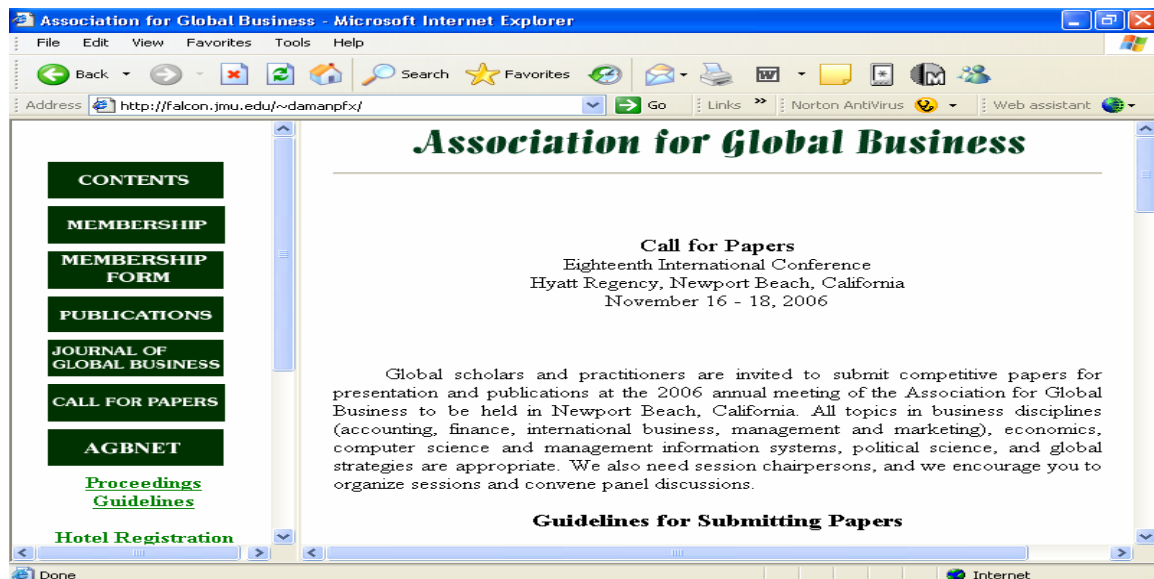 Association for Global Business - Microsoft Internet Explorer
File Edit View Favorites Tools Help
Back Search Favorites
Address http://falcon.jmu.edu/~damanpfx/ Go Links » Norton AntiVirus Web assistant
CONTENTS
MEMBERSHIP
MEMBERSHIP
FORM
PUBLICATIONS
JOURNAL OF
GLOBAL BUSINESS
CALL FOR PAPERS
AGBNET
Proceedings
Guidelines
Hotel Registration
Association for Global Business
Call for Papers
Eighteenth International Conference
Hyatt Regency, Newport Beach, California
November 16 - 18, 2006
Global scholars and practitioners are invited to submit competitive papers for
presentation and publications at the 2006 annual meeting of the Association for Global
Business to be held in Newport Beach, California. All topics in business disciplines
(accounting, finance, international business, management and marketing), economics,
computer science and management information systems, political science, and global
strategies are appropriate. We also need session chairpersons, and we encourage you to
organize sessions and convene panel discussions.
Guidelines for Submitting Papers
Done Internet